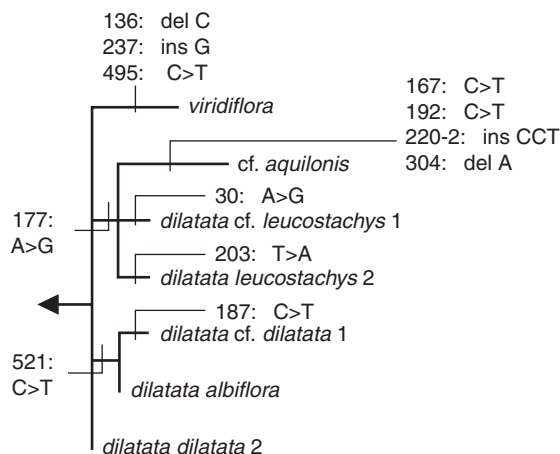 136: del C
237: ins G
495: C>T
viridiflora
167: C>T
192: C>T
220-2: ins CCT
304: del A
cf. aquilonis
177:
A>G
30: A>G
dilatata cf. leucostachys 1
203: T>A
dilatata leucostachys 2
187: C>T
dilatata cf. dilatata 1
521:
C>T
dilatata albiflora
dilatata dilatata 2